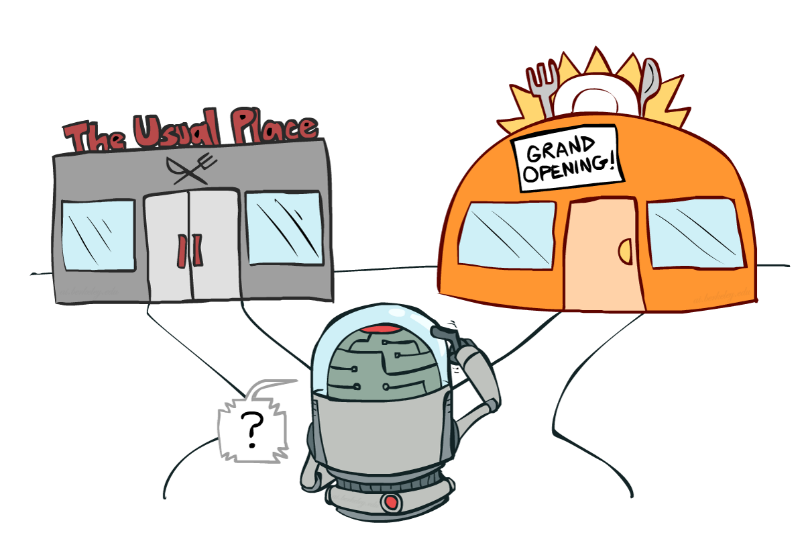 The Usual Place
GRAND
OPENING!
?